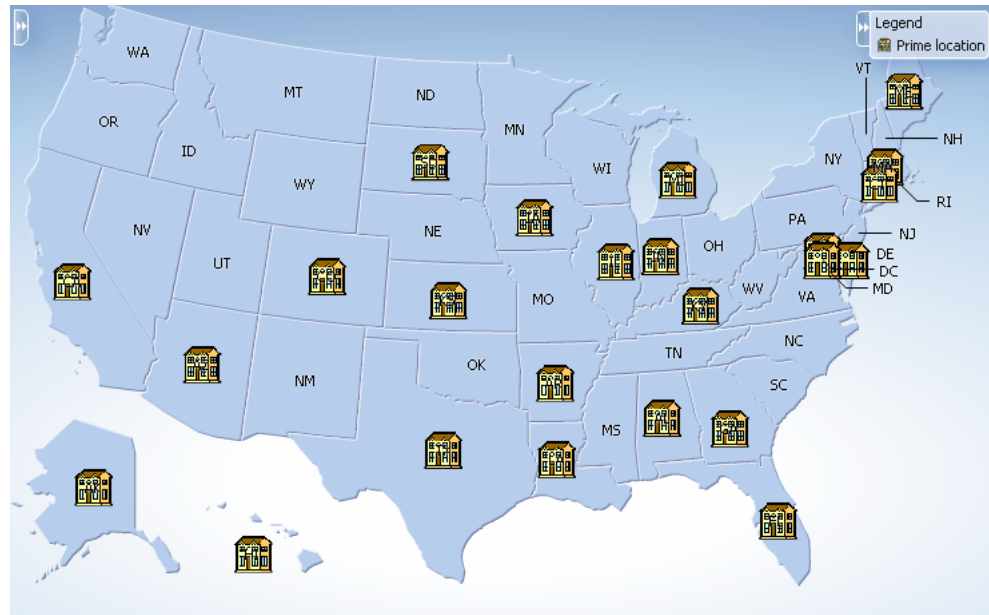 Legend
Prime location
WA
MT
ND
MN
VT
OR
ID
WY
WI
NY
NH
RI
NV
UT
NE
OH
PA
NJ
DE
DC
MD
MO
WV
VA
NM
OK
TN
NC
SC
MS